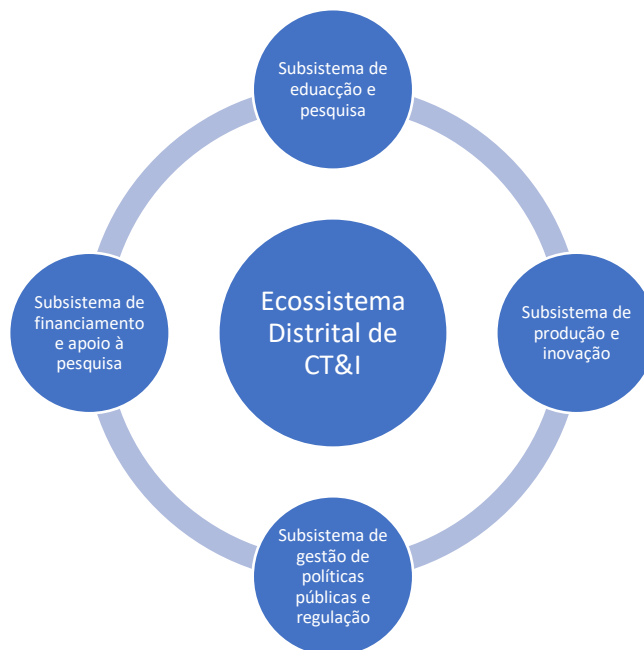 Subsistema de
eduacção e
pesquisa
Subsistema de
financiamento
e apoio à
pesquisa
Ecossistema
Distrital de
CT&I
Subsistema de
produção e
inovação
Subsistema de
gestão de
políticas
públicas e
regulação